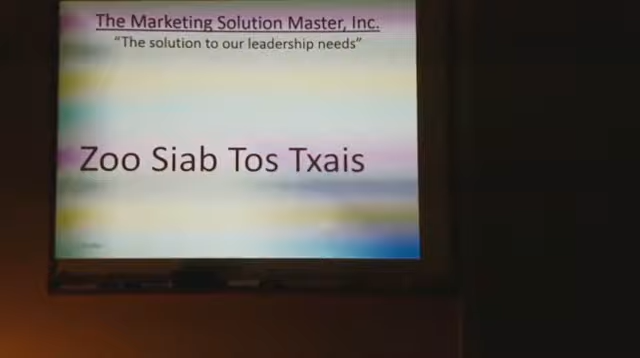 The Marketing Solution Master, Inc.
"The solution to our leadership needs"
Zoo Siab Tos Txais